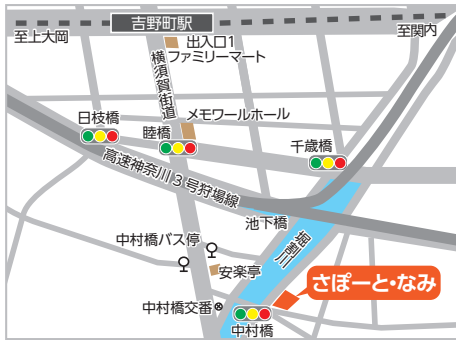 吉野町駅
至上大岡
出入口1
至関内
ファミリーマート
横須賀街道
メモワールホール
日枝橋
睦橋
千歳橋
高速神奈川3号狩場線
池下橋
堀割川
中村橋バス停
安楽亭
さぽーと・なみ
中村橋交番
中村橋